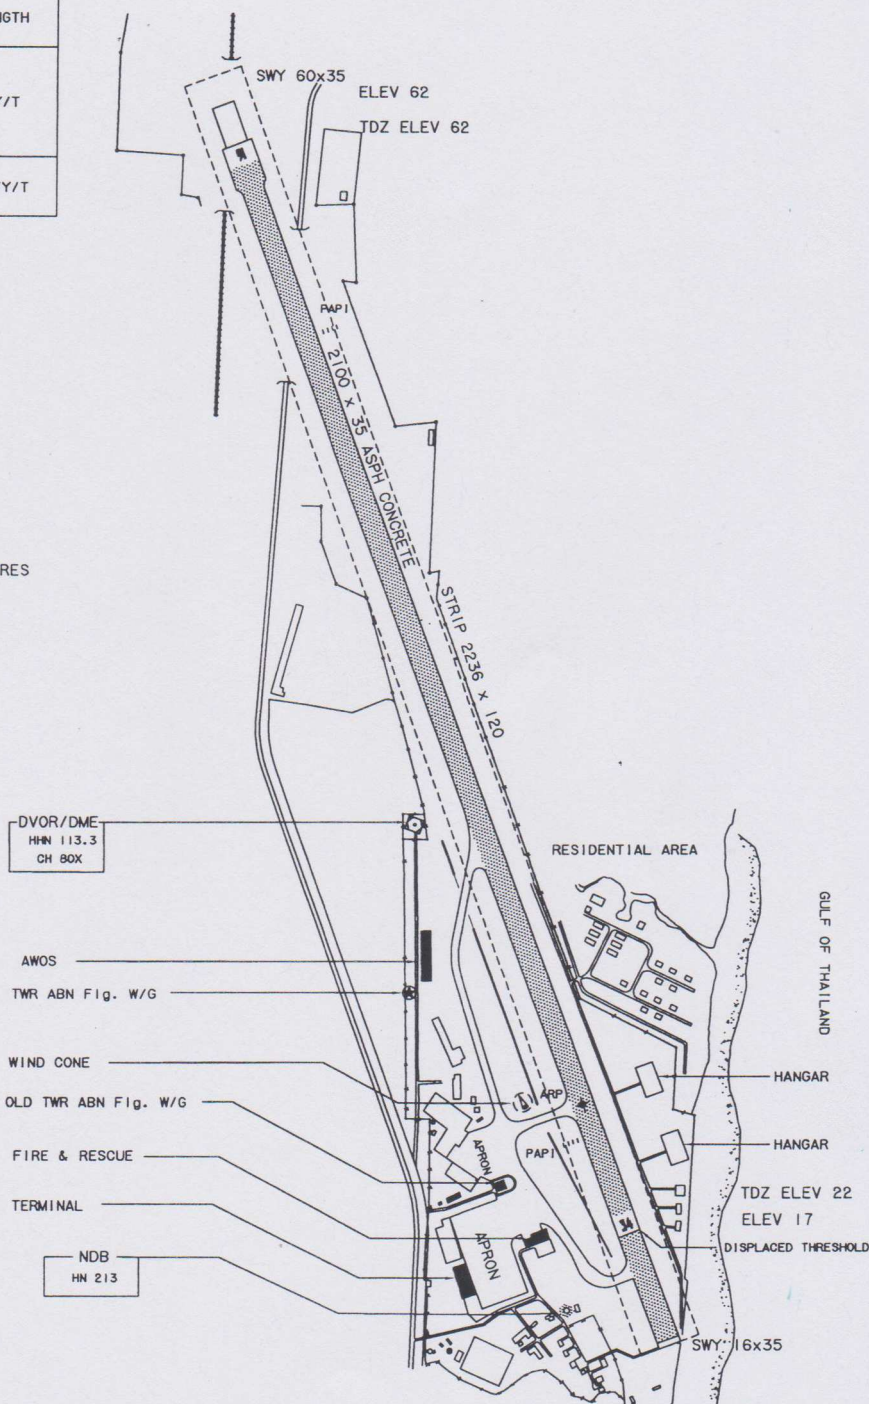 NGTH
Y/T
YY/T
SWY 60x35
ELEV 62
TDZ ELEV 62
PAPI
2100 x 35 ASPH CONCRETE
RES
STRIP 2236 x 120
DVOR/DME
HHN 113.3
CH 80X
RESIDENTIAL AREA
GULF OF THAILAND
AWOS
TWR ABN Flg. W/G
WIND CONE
HANGAR
ARP
OLD TWR ABN Flg. W/G
HANGAR
FIRE & RESCUE
APRON
PAPI
TDZ ELEV 22
ELEV 17
TERMINAL
34
APRON
DISPLACED THRESHOLD
NDB
HN 213
SWY 16x35